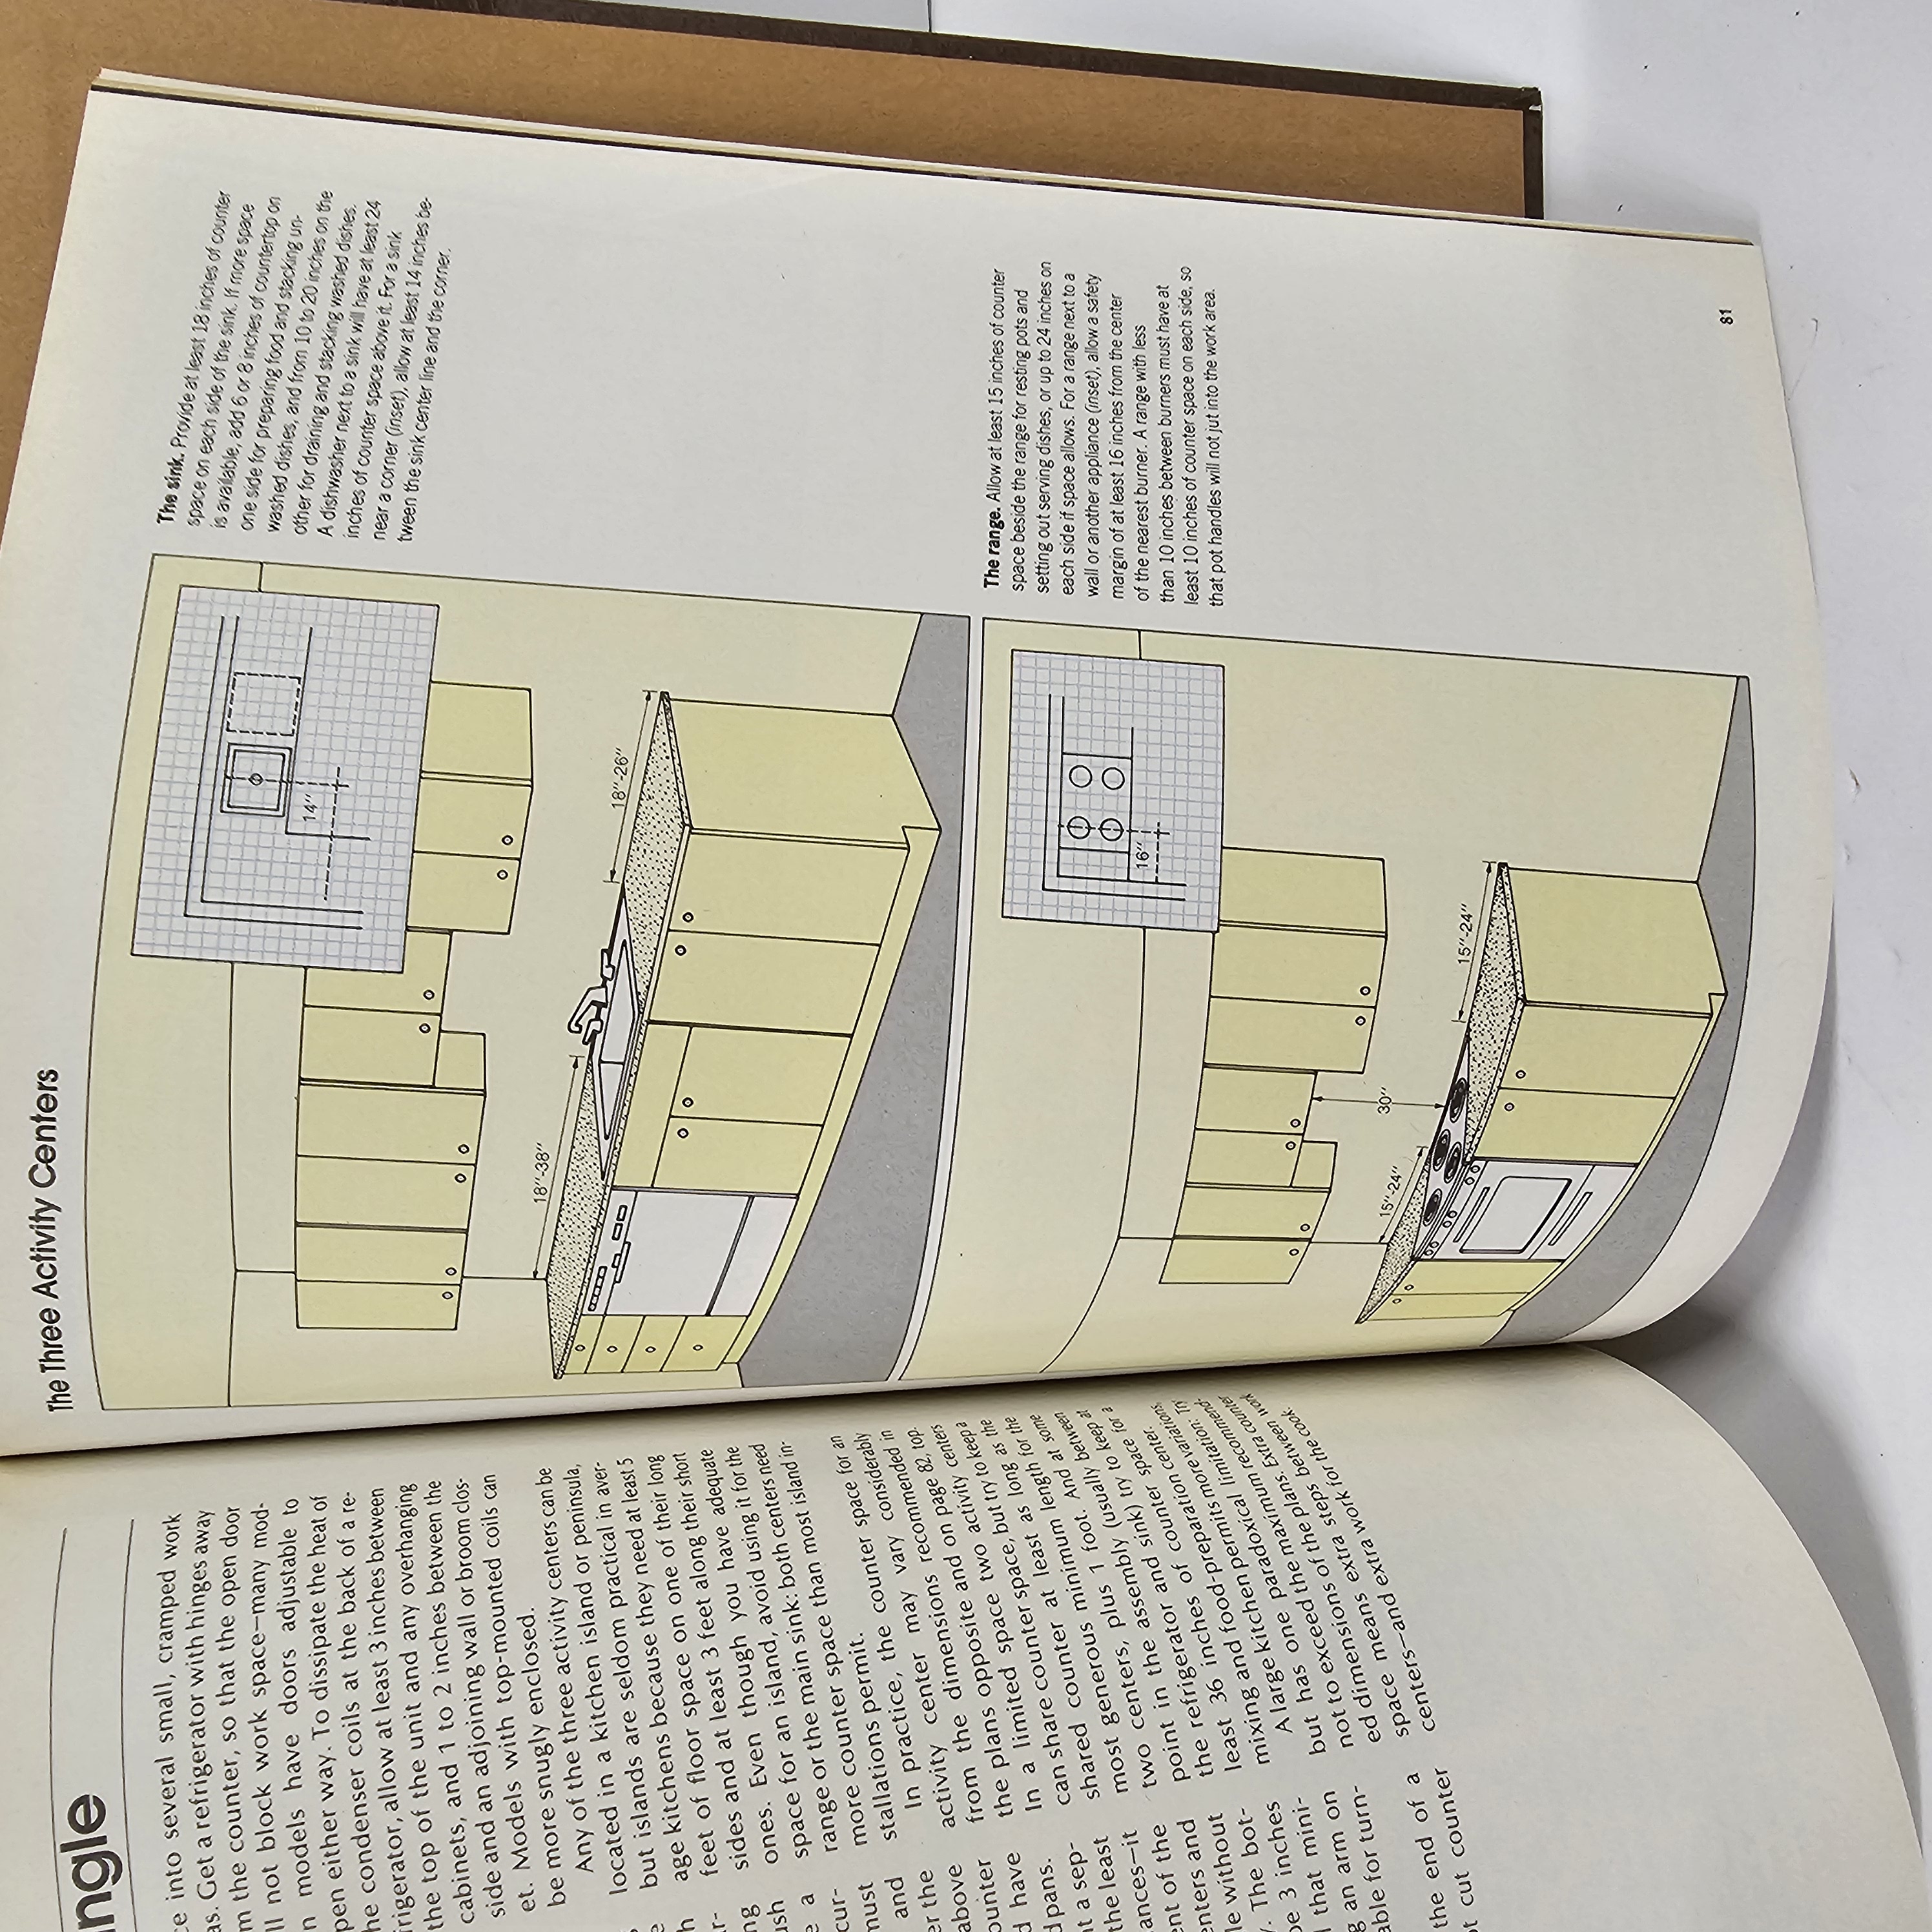 ngle
ce into several small, cramped work
as. Get a refrigerator with hinges away
m the counter, so that the open door
ll not block work space—many mod-
n models have doors adjustable to
pen either way. To dissipate the heat of
he condenser coils at the back of a re-
frigerator, allow at least 3 inches between
the top of the unit and any overhanging
cabinets, and 1 to 2 inches between the
side and an adjoining wall or broom clos-
et. Models with top-mounted coils can
be more snugly enclosed.
Any of the three activity centers can be
located in a kitchen island or peninsula,
but islands are seldom practical in aver-
age kitchens because they need at least 5
feet of floor space on one of their long
sides and at least 3 feet along their short
ones. Even though you have adequate
space for an island, avoid using it for the
range or the main sink: both centers need
more counter space than most island in-
stallations permit.
In practice, the counter space for an
activity center may vary considerably
from the dimensions recommended in
the plans opposite and on page 82, top.
In a limited space two activity centers
can share counter space, but try to keep a
shared counter at least as long as the
most generous minimum length for the
two centers, plus 1 foot. And at some
point in the assembly (usually between
the refrigerator and sink) try to keep at
least 36 inches of counter space for a
mixing and food-preparation center.
A large kitchen permits more variations,
but has one paradoxical limitation: Try
not to exceed the maximum recommend-
ed dimensions of the plans. Extra counter
space means extra steps between work
centers—and extra work for the cook.
h
r-
ng
ush
e a
cur-
must
and
er the
above
ounter
d have
d pans.
nt a sep-
the least
ances—it
ent of the
enters and
le without
y. The bot-
be 3 inches
that mini-
g an arm on
able for turn-
the end of a
ot cut counter
The Three Activity Centers
14"
18"-38"
18"-26"
The sink. Provide at least 18 inches of counter
space on each side of the sink. If more space
is available, add 6 or 8 inches of countertop on
one side for preparing food and stacking un-
washed dishes, and from 10 to 20 inches on the
other for draining and stacking washed dishes.
A dishwasher next to a sink will have at least 24
inches of counter space above it. For a sink
near a corner (inset), allow at least 14 inches be-
tween the sink center line and the corner.
16"
15"-24"
30"
15"-24"
The range. Allow at least 15 inches of counter
space beside the range for resting pots and
setting out serving dishes, or up to 24 inches on
each side if space allows. For a range next to a
wall or another appliance (inset), allow a safety
margin of at least 16 inches from the center
of the nearest burner. A range with less
than 10 inches between burners must have at
least 10 inches of counter space on each side, so
that pot handles will not jut into the work area.
81